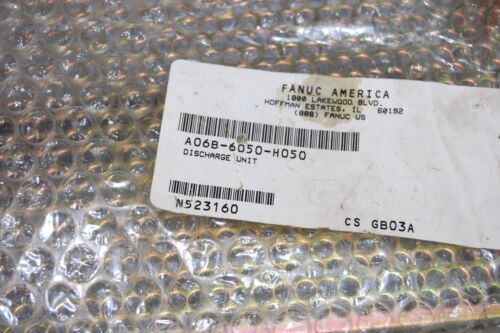 FANUC AMERICA
1800 LAKEWOOD BLVD.
HOFFMAN ESTATES, IL 60192
(888) FANUC US
A06B-6050-H050
DISCHARGE UNIT
N523160
CS GB03A